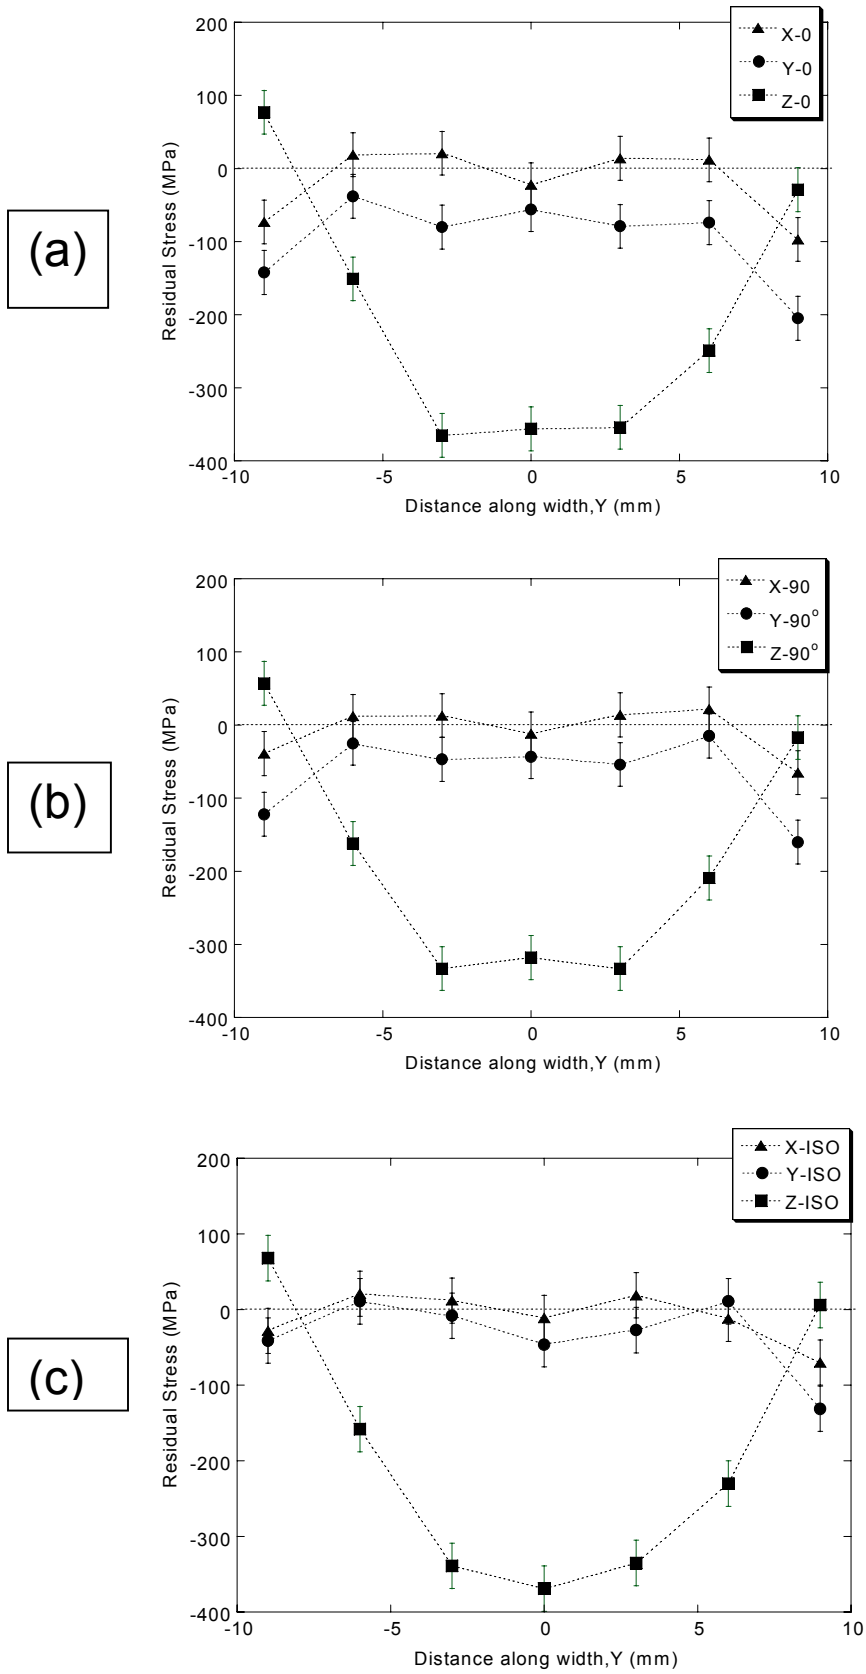 (a)
200
100
0
-100
-200
-300
-400
Residual Stress (MPa)
-10
-5
0
5
10
Distance along width,Y (mm)
X-0
Y-0
Z-0
(b)
200
100
0
-100
-200
-300
-400
Residual Stress (MPa)
-10
-5
0
5
10
Distance along width,Y (mm)
X-90
Y-90°
Z-90°
(c)
200
100
0
-100
-200
-300
-400
Residual Stress (MPa)
-10
-5
0
5
10
Distance along width,Y (mm)
X-ISO
Y-ISO
Z-ISO